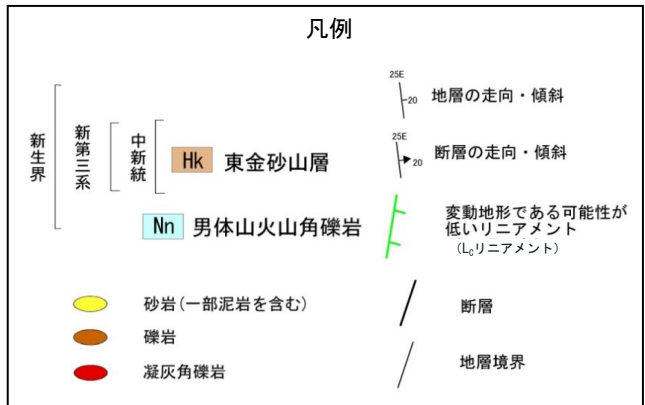 凡例
新生界
新第三系
中新統
Hk 東金砂山層
Nn 男体山火山角礫岩
砂岩(一部泥岩を含む)
礫岩
凝灰角礫岩
25E
20
地層の走向・傾斜
25E
20
断層の走向・傾斜
変動地形である可能性が
低いリニアメント
(LCリニアメント)
断層
地層境界